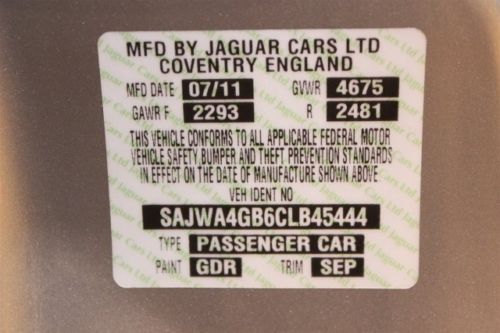 MFD BY JAGUAR CARS LTD
COVENTRY ENGLAND
MFD DATE 07/11 GVWR 4675
GAWR F 2293 R 2481
THIS VEHICLE CONFORMS TO ALL APPLICABLE FEDERAL MOTOR
VEHICLE SAFETY,BUMPER AND THEFT PREVENTION STANDARDS
IN EFFECT ON THE DATE OF MANUFACTURE SHOWN ABOVE.
VEH IDENT NO
SAJWA4GB6CLB45444
TYPE PASSENGER CAR
PAINT GDR TRIM SEP